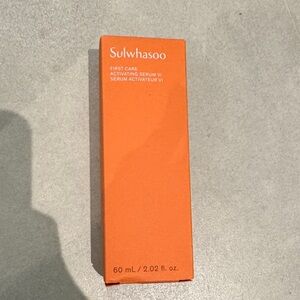 Sulwhasoo
FIRST CARE
ACTIVATING SERUM VI
SÉRUM ACTIVATEUR VI
60 mL / 2.02 fl. oz.